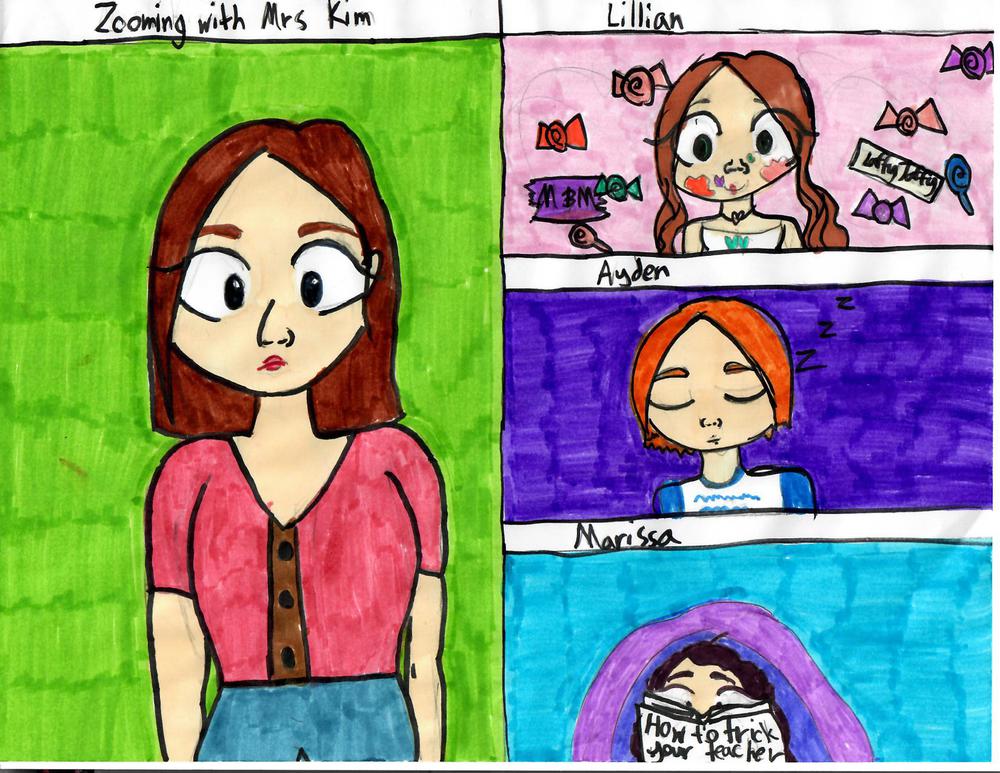 Zooming with Mrs Kim
Lillian
M&M
laffy taffy
Ayden
z
z
z
Marissa
How to trick
your teacher